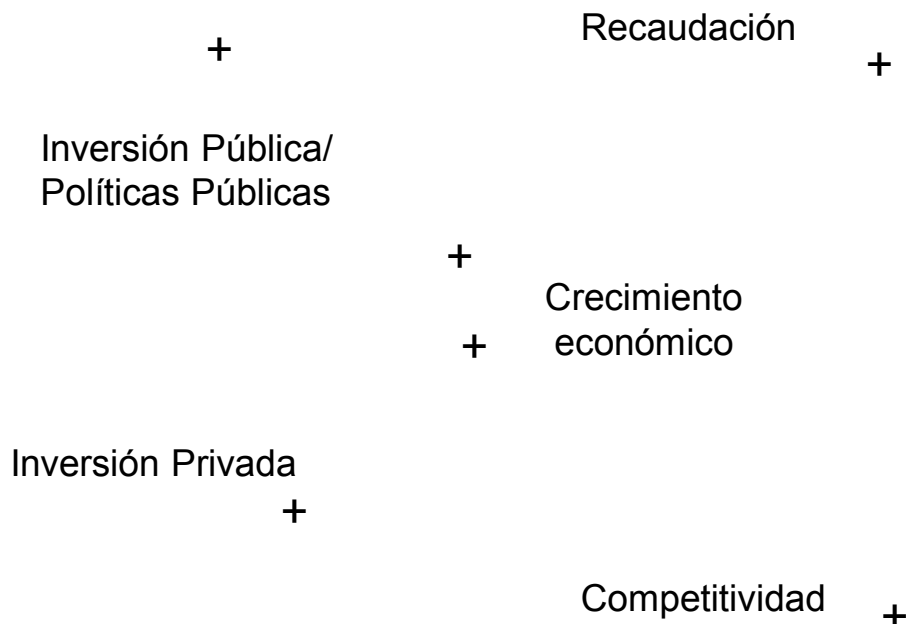 Recaudación
+
+
Inversión Pública/
Políticas Públicas
+
Crecimiento
económico
+
Inversión Privada
+
Competitividad
+